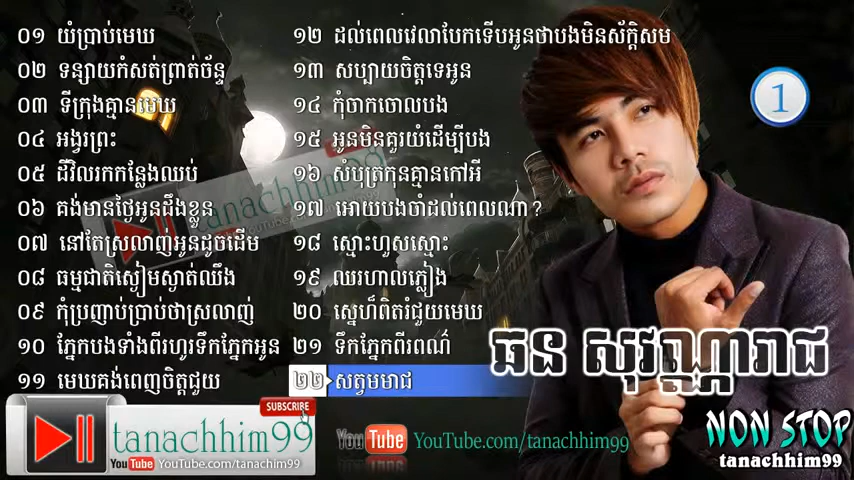 ០១ យំប្រាប់មេឃ
០២ ទន្សាយកំសត់ព្រាត់ច័ន្ទ
០៣ ទីក្រុងគ្មានមេឃ
០៤ អង្វរព្រះ
០៥ ដីវិលរកកន្លែងឈប់
០៦ គង់មានថ្ងៃអូនដឹងខ្លួន
០៧ នៅតែស្រលាញ់អូនដូចដើម
០៨ ធម្មជាតិស្ងៀមស្ងាត់ឈឹង
០៩ កុំប្រញាប់ប្រាប់ថាស្រលាញ់
១០ ភ្នែកបងទាំងពីរហូរទឹកភ្នែកអូន
១១ មេឃគង់ពេញចិត្តជួយ
១២ ដល់ពេលវេលាបែកទើបអូនថាបងមិនស័ក្តិសម
១៣ សប្បាយចិត្តទេអូន
១៤ កុំចាកចោលបង
១៥ អូនមិនគួរយំដើម្បីបង
១៦ សំបុត្រកុនគ្មានកៅអី
១៧ អោយបងចាំដល់ពេលណា?
១៨ ស្មោះហួសស្មោះ
១៩ ឈរហាលភ្លៀង
២០ ស្នេហ៍ពិតរំជួយមេឃ
២១ ទឹកភ្នែកពីរពណ៌
២២ សត្វមមាជ
1
ឆន សុវណ្ណារាជ
NON STOP
tanachhim99
SUBSCRIBE
tanachhim99
YouTube YouTube.com/tanachim99
YouTube YouTube.com/tanachhim99
tanachhim99